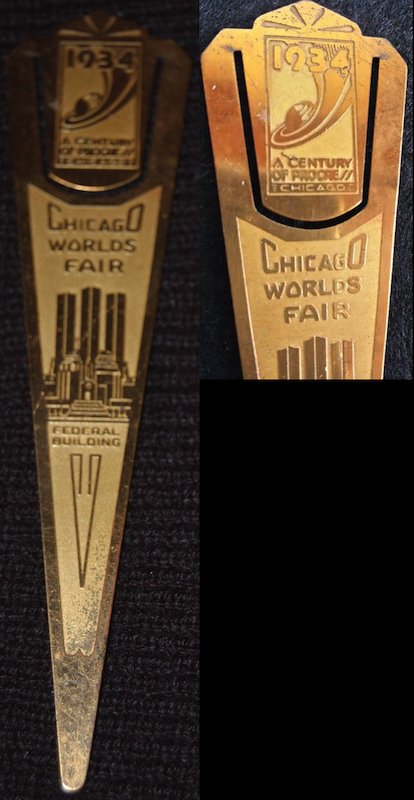 1934
A CENTURY
OF PROGRESS
CHICAGO
CHICAGO
WORLDS
FAIR
FEDERAL
BUILDING
1934
A CENTURY
OF PROGRESS
CHICAGO
CHICAGO
WORLDS
FAIR